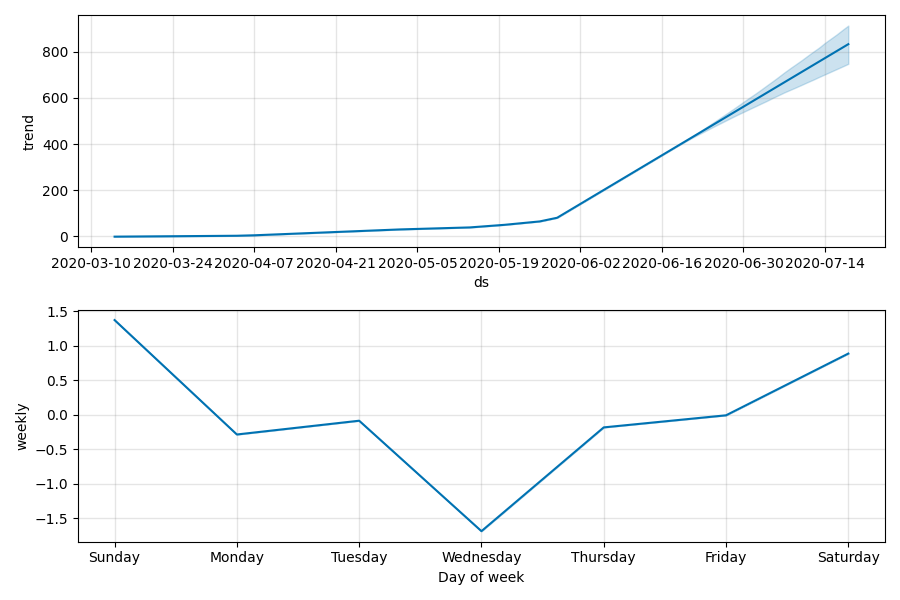 800
600
400
200
0
trend
2020-03-10 2020-03-24 2020-04-07 2020-04-21 2020-05-05 2020-05-19 2020-06-02 2020-06-16 2020-06-30 2020-07-14
ds
1.5
1.0
0.5
0.0
−0.5
−1.0
−1.5
weekly
Sunday Monday Tuesday Wednesday Thursday Friday Saturday
Day of week